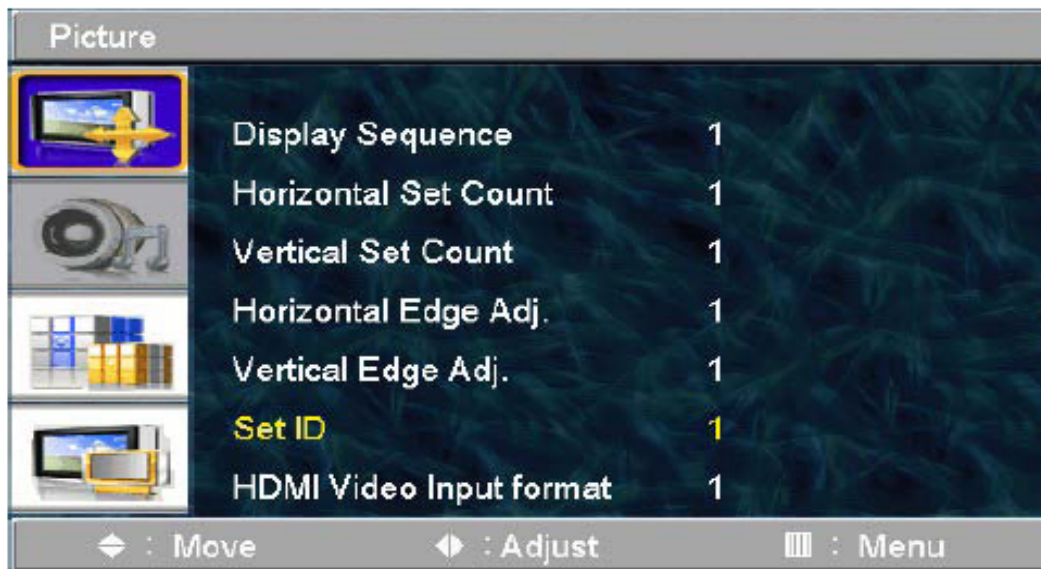 Picture
Display Sequence 1
Horizontal Set Count 1
Vertical Set Count 1
Horizontal Edge Adj. 1
Vertical Edge Adj. 1
Set ID 1
HDMI Video Input format 1
: Move : Adjust : Menu